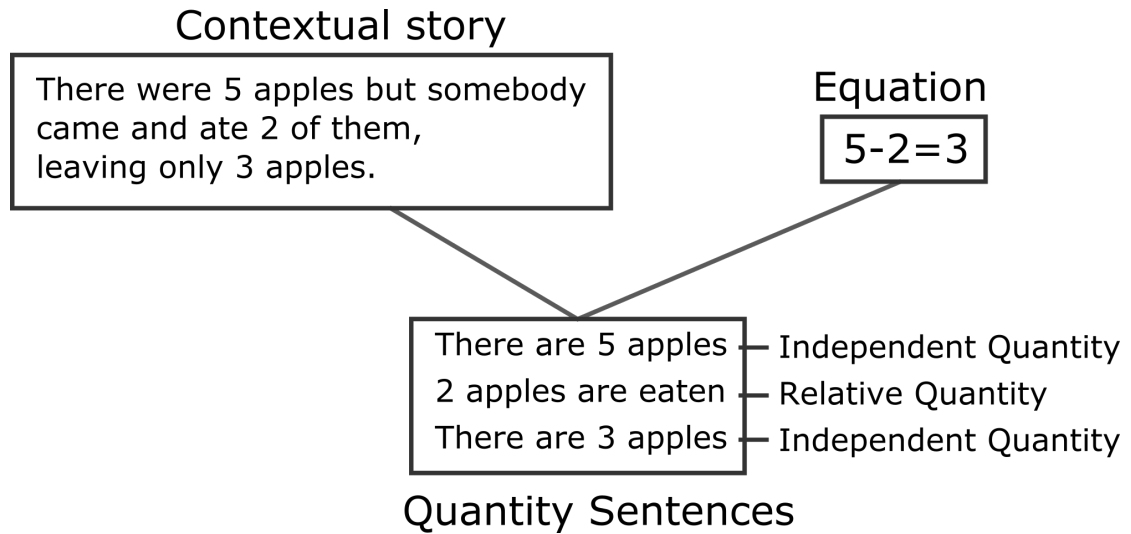 Contextual story
There were 5 apples but somebody
came and ate 2 of them,
leaving only 3 apples.
Equation
5-2=3
There are 5 apples
Independent Quantity
2 apples are eaten
Relative Quantity
There are 3 apples
Independent Quantity
Quantity Sentences